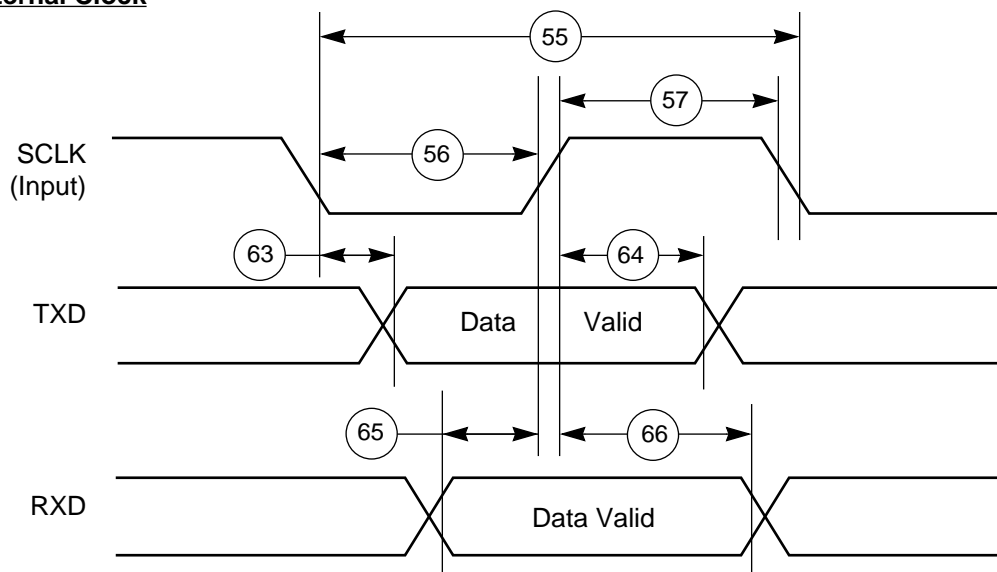 55
57
SCLK
(Input)
56
63
64
TXD
Data Valid
65
66
RXD
Data Valid